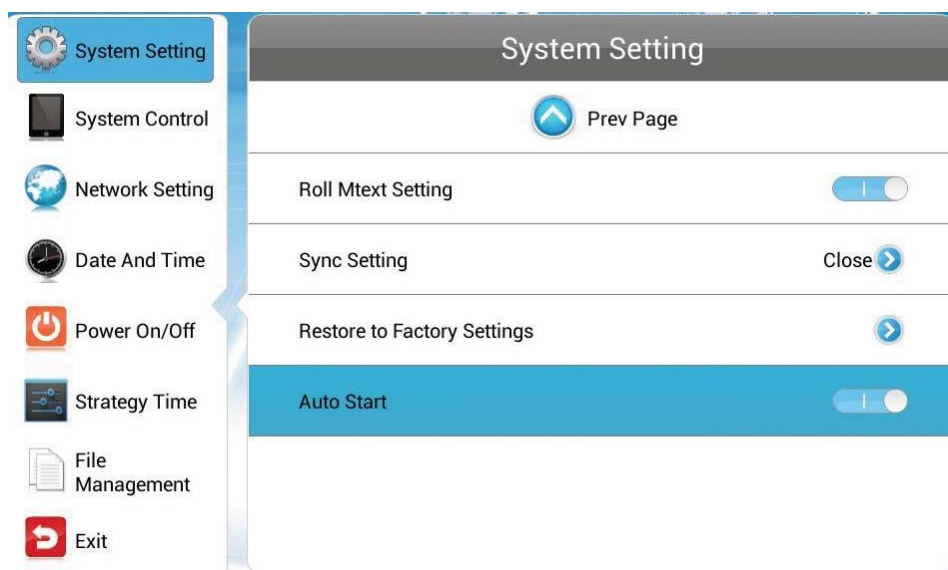 System Setting
System Control
Network Setting
Date And Time
Power On/Off
Strategy Time
File
Management
Exit
System Setting
Prev Page
Roll Mtext Setting
Sync Setting Close
Restore to Factory Settings
Auto Start